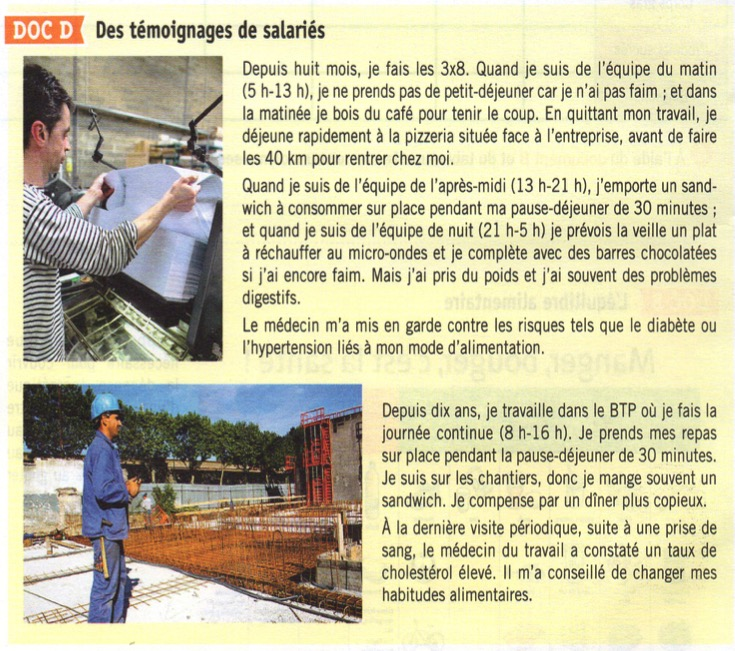 DOC D Des témoignages de salariés
Depuis huit mois, je fais les 3x8. Quand je suis de l'équipe du matin
(5 h-13 h), je ne prends pas de petit-déjeuner car je n'ai pas faim ; et dans
la matinée je bois du café pour tenir le coup. En quittant mon travail, je
déjeune rapidement à la pizzeria située face à l'entreprise, avant de faire
les 40 km pour rentrer chez moi.
Quand je suis de l'équipe de l'après-midi (13 h-21 h), j'emporte un sand-
wich à consommer sur place pendant ma pause-déjeuner de 30 minutes ;
et quand je suis de l'équipe de nuit (21 h-5 h) je prévois la veille un plat
à réchauffer au micro-ondes et je complète avec des barres chocolatées
si j'ai encore faim. Mais j'ai pris du poids et j'ai souvent des problèmes
digestifs.
Le médecin m'a mis en garde contre les risques tels que le diabète ou
l'hypertension liés à mon mode d'alimentation.
Depuis dix ans, je travaille dans le BTP où je fais la
journée continue (8 h-16 h). Je prends mes repas
sur place pendant la pause-déjeuner de 30 minutes.
Je suis sur les chantiers, donc je mange souvent un
sandwich. Je compense par un dîner plus copieux.
À la dernière visite périodique, suite à une prise de
sang, le médecin du travail a constaté un taux de
cholestérol élevé. Il m'a conseillé de changer mes
habitudes alimentaires.